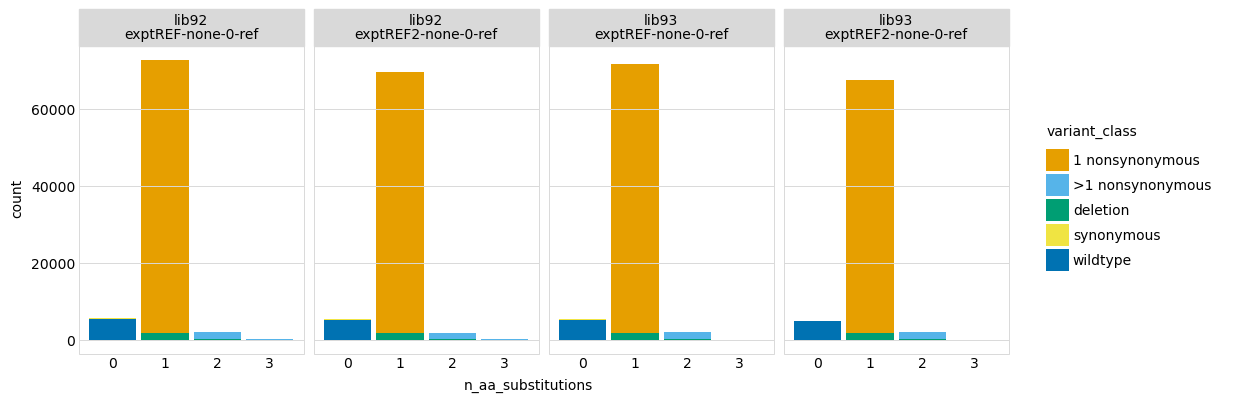 lib92
exptREF-none-0-ref
lib92
exptREF2-none-0-ref
lib93
exptREF-none-0-ref
lib93
exptREF2-none-0-ref
60000
40000
20000
0
count
0 1 2 3
0 1 2 3
0 1 2 3
0 1 2 3
n_aa_substitutions
variant_class
1 nonsynonymous
>1 nonsynonymous
deletion
synonymous
wildtype